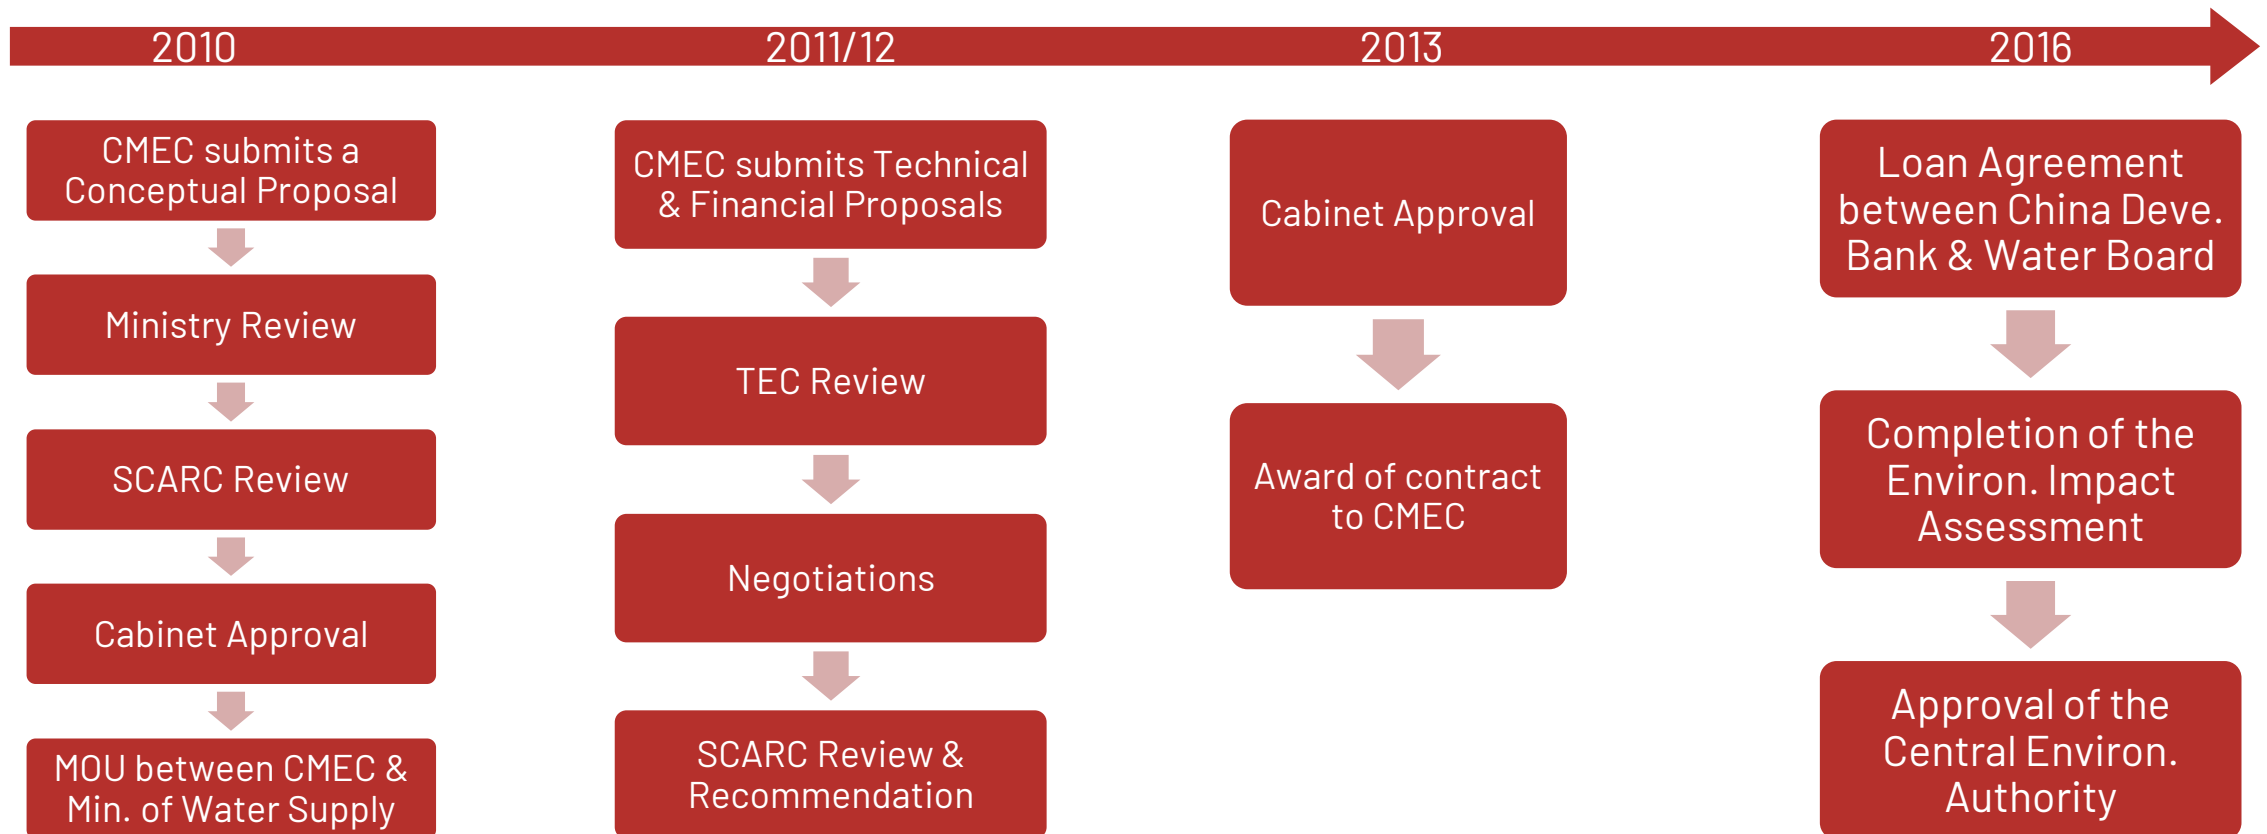 2010
2011/12
2013
2016
CMEC submits a
Conceptual Proposal
Ministry Review
SCARC Review
Cabinet Approval
MOU between CMEC &
Min. of Water Supply
CMEC submits Technical
& Financial Proposals
TEC Review
Negotiations
SCARC Review &
Recommendation
Cabinet Approval
Award of contract
to CMEC
Loan Agreement
between China Deve.
Bank & Water Board
Completion of the
Environ. Impact
Assessment
Approval of the
Central Environ.
Authority